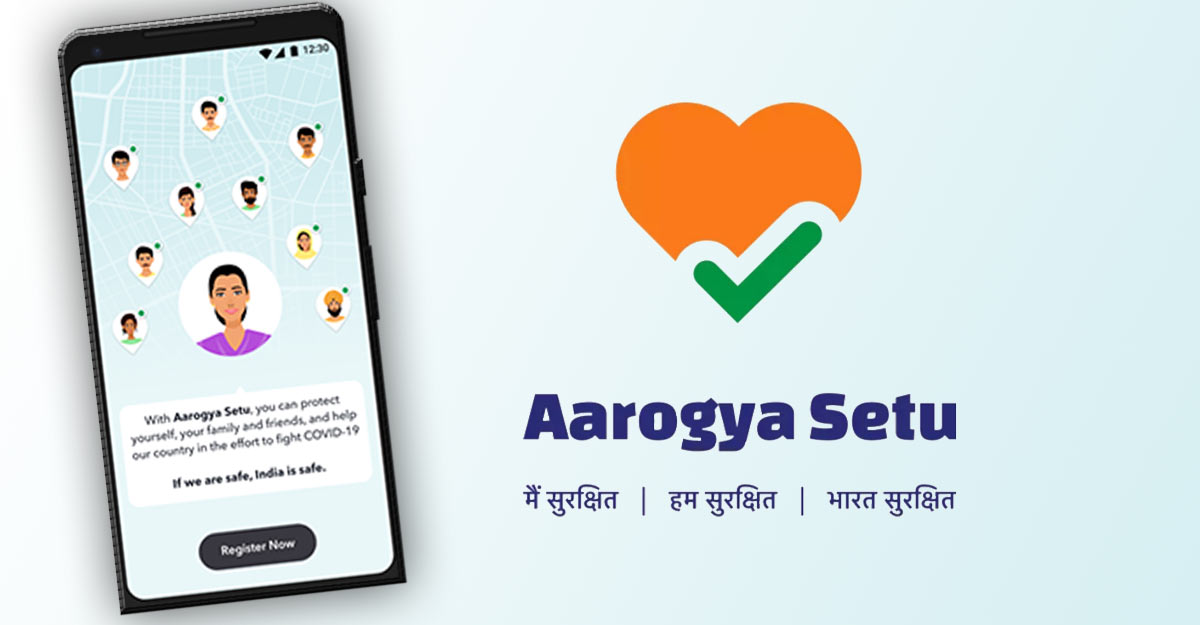 12:30
With Aarogya Setu, you can protect
yourself, your family and friends, and help
our country in the effort to fight COVID-19
If we are safe, India is safe.
Register Now
Aarogya Setu
मैं सुरक्षित | हम सुरक्षित | भारत सुरक्षित